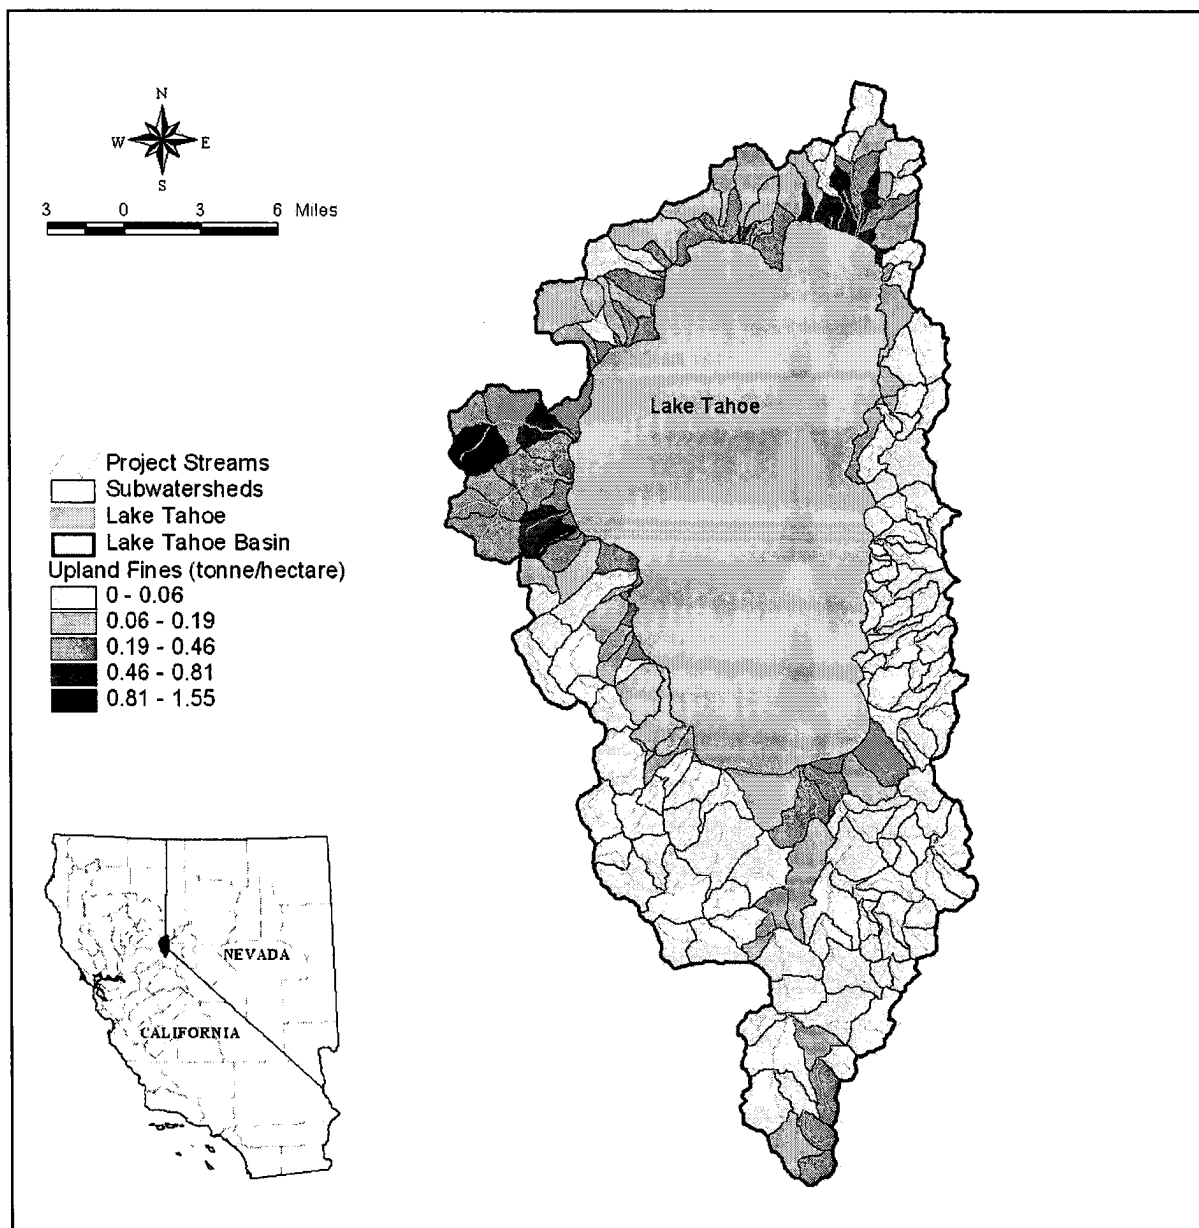 N
W E
S
3 0 3 6 Miles
Lake Tahoe
Project Streams
Subwatersheds
Lake Tahoe
Lake Tahoe Basin
Upland Fines (tonne/hectare)
0 - 0.06
0.06 - 0.19
0.19 - 0.46
0.46 - 0.81
0.81 - 1.55
NEVADA
CALIFORNIA